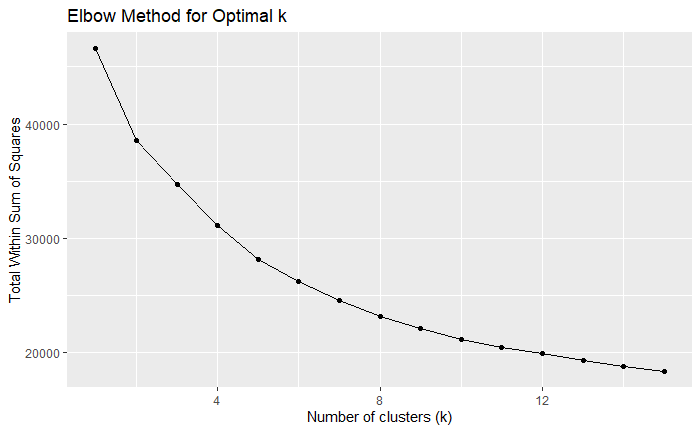 Elbow Method for Optimal k
Total Within Sum of Squares
40000
30000
20000
4
8
12
Number of clusters (k)